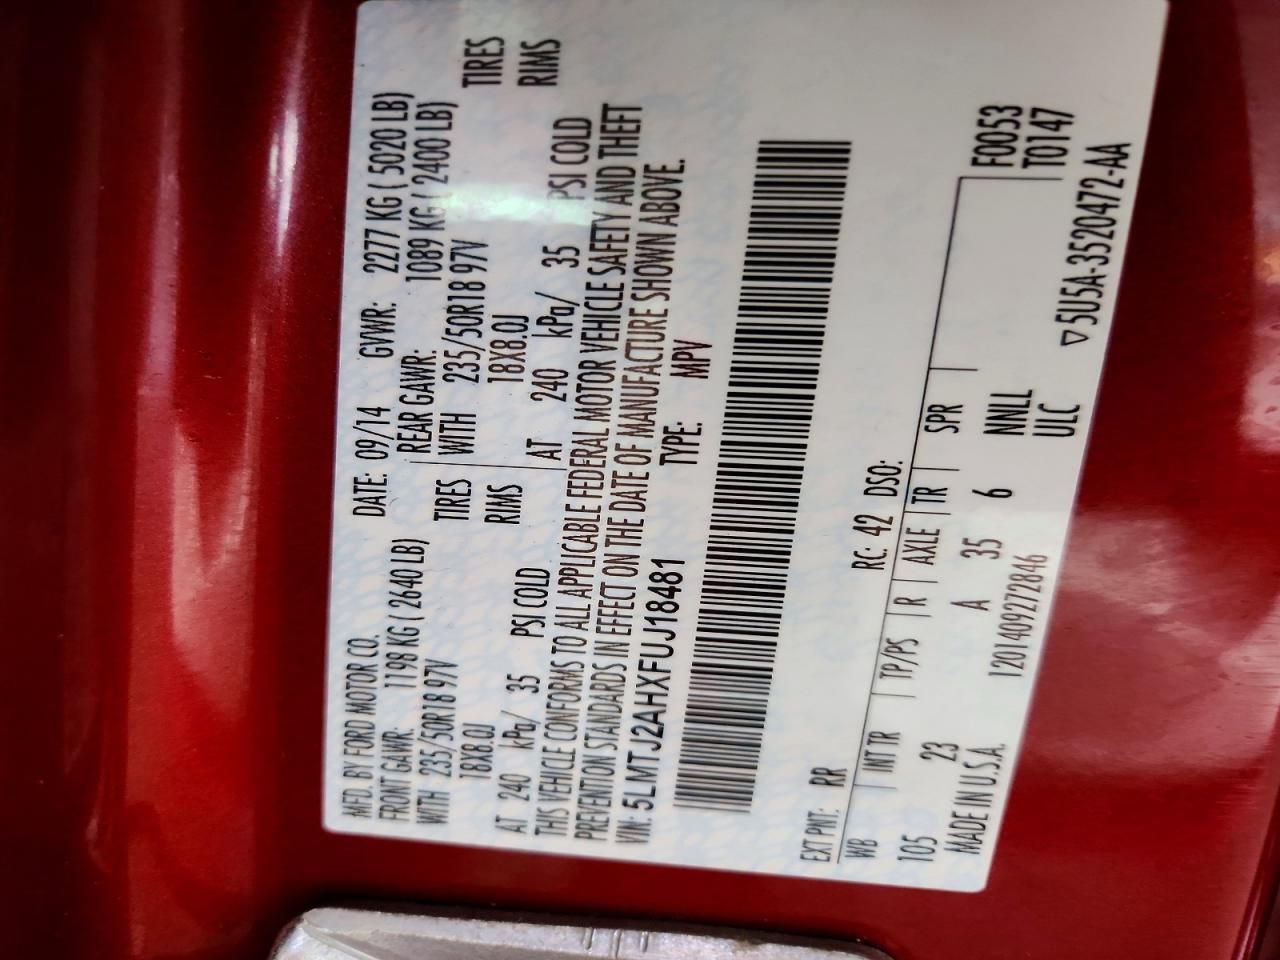 MFD. BY FORD MOTOR CO.
DATE: 09/14 GVWR: 2277 KG ( 5020 LB)
FRONT GAWR: 1198 KG ( 2640 LB)
REAR GAWR: 1089 KG ( 2400 LB)
WITH 235/50R18 97V TIRES
WITH 235/50R18 97V TIRES
18X8.0J RIMS
18X8.0J RIMS
AT 240 kPa/ 35 PSI COLD
AT 240 kPa/ 35 PSI COLD
THIS VEHICLE CONFORMS TO ALL APPLICABLE FEDERAL MOTOR VEHICLE SAFETY AND THEFT
PREVENTION STANDARDS IN EFFECT ON THE DATE OF MANUFACTURE SHOWN ABOVE.
VIN: 5LMTJ2AHXFUJ18481 TYPE: MPV
EXT PNT: RR RC: 42 DSO:
WB INT TR TP/PS R AXLE TR SPR F0053
105 23 A 35 6 NNLL T0147
ULC
MADE IN U.S.A. 120140927284​6 ▽5U5A-3520472-AA